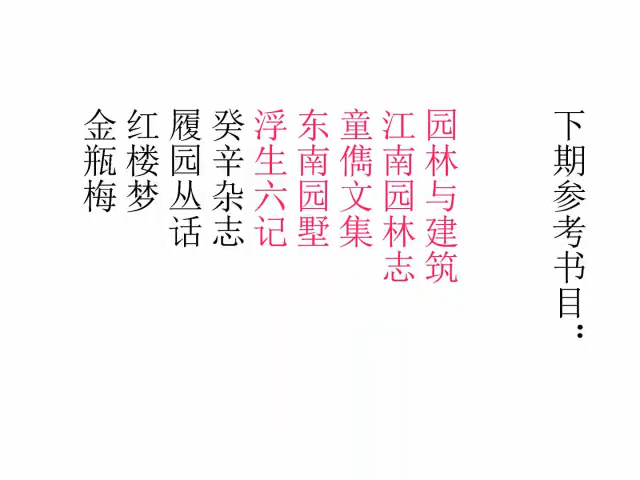 下期参考书目：
园林与建筑
江南园林志
童儁文集
东南园墅
浮生六记
癸辛杂志
履园丛话
红楼梦
金瓶梅